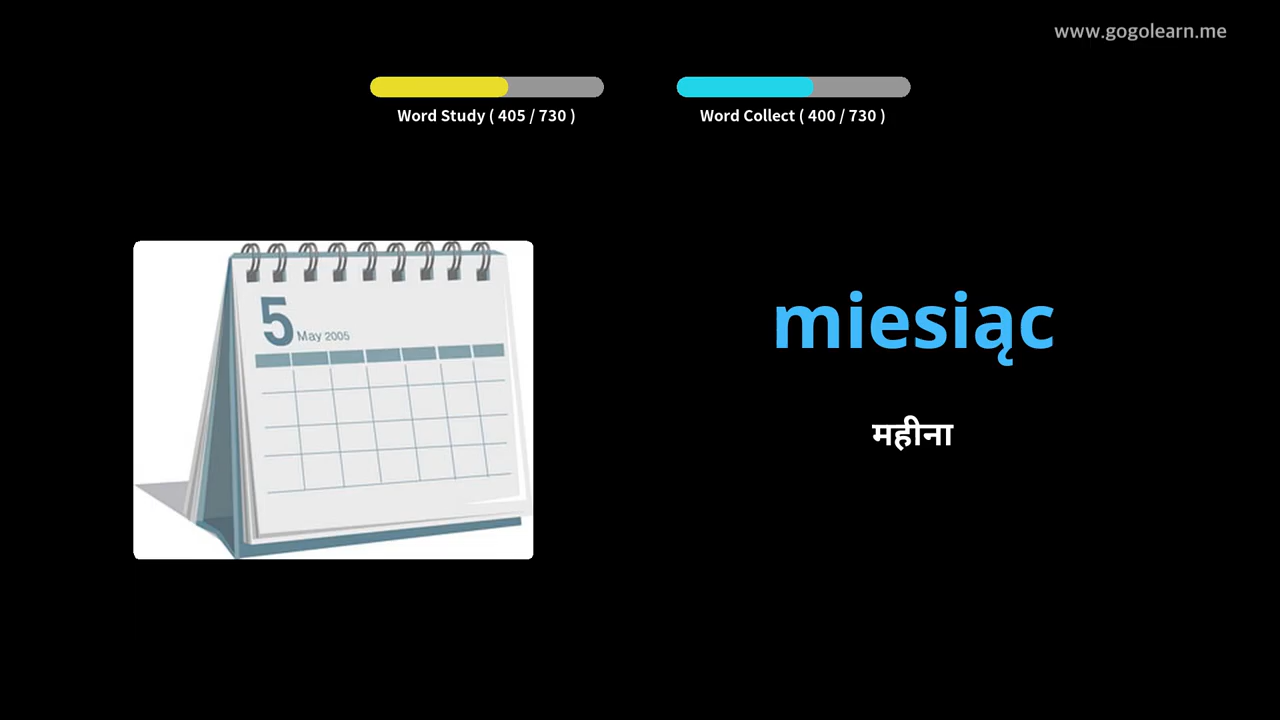 www.gogolearn.me
Word Study ( 405 / 730 )
Word Collect ( 400 / 730 )
5 May 2005
miesiąc
महीना